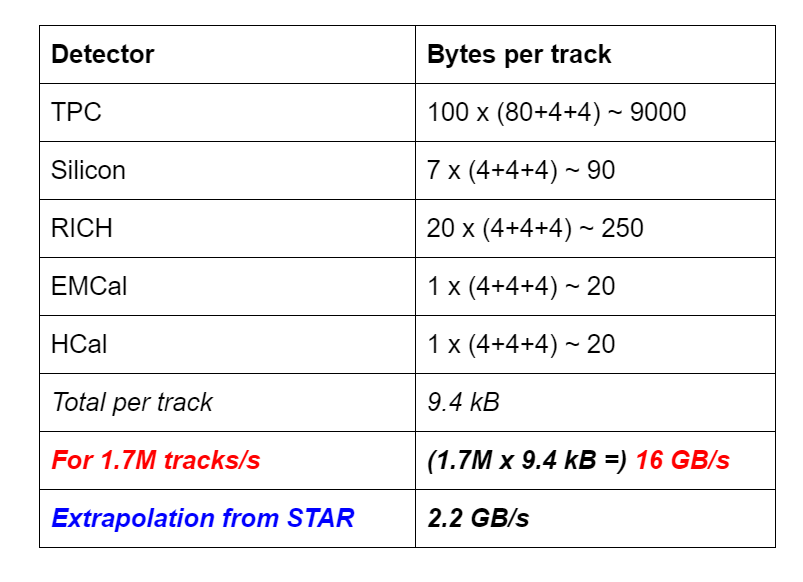 Detector Bytes per track
TPC 100 x (80+4+4) ~ 9000
Silicon 7 x (4+4+4) ~ 90
RICH 20 x (4+4+4) ~ 250
EMCal 1 x (4+4+4) ~ 20
HCal 1 x (4+4+4) ~ 20
Total per track 9.4 kB
For 1.7M tracks/s (1.7M x 9.4 kB =) 16 GB/s
Extrapolation from STAR 2.2 GB/s